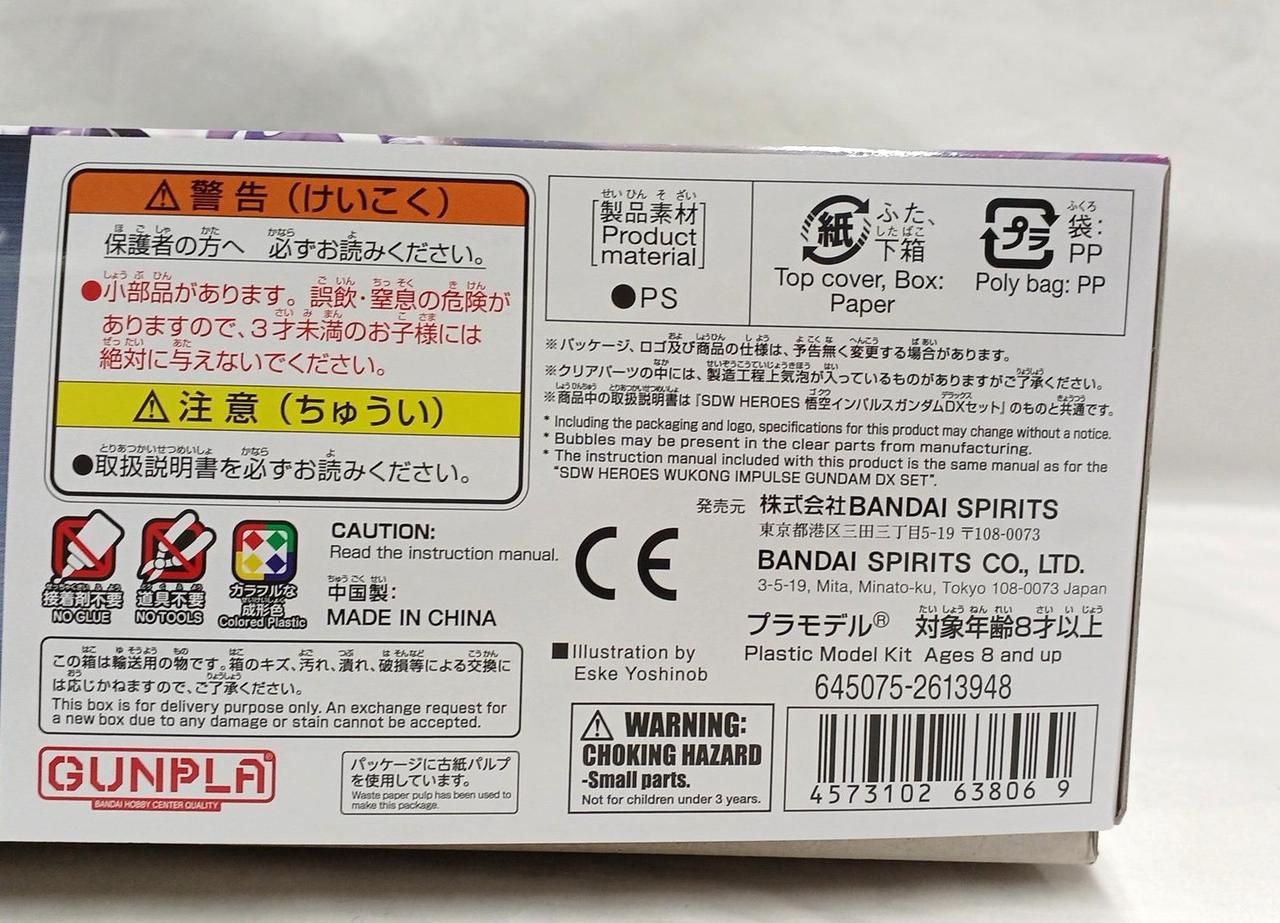 ⚠警告(けいこく)
保護者の方へ 必ずお読みください。
●小部品があります。誤飲・窒息の危険が
ありますので、3才未満のお子様には
絶対に与えないでください。
⚠注意(ちゅうい)
●取扱説明書を必ずお読みください。
接着剤不要
NO GLUE
道具不要
NO TOOLS
カラフルな
成形色
Colored Plastic
CAUTION:
Read the instruction manual.
中国製:
MADE IN CHINA
この箱は輸送用の物です。箱のキズ、汚れ、潰れ、破損等による交換に
は応じかねますので、ご了承ください。
This box is for delivery purpose only. An exchange request for
a new box due to any damage or stain cannot be accepted.
GUNPLA®
BANDAI HOBBY CENTER QUALITY
パッケージに古紙パルプ
を使用しています。
Waste paper pulp has been used to
make this package.
[製品素材
Product
material]
●PS
紙
ふた、
下箱
Top cover, Box:
Paper
プラ
袋:
PP
Poly bag: PP
※パッケージ、ロゴ及び商品の仕様は、予告無く変更する場合があります。
※クリアパーツの中には、製造工程上気泡が入っているものがありますがご了承ください。
※商品中の取扱説明書は『SDW HEROES 悟空インパルスガンダムDXセット』のものと共通です。
* Including the packaging and logo, specifications for this product may change without a notice.
* Bubbles may be present in the clear parts from manufacturing.
* The instruction manual included with this product is the same manual as for the
"SDW HEROES WUKONG IMPULSE GUNDAM DX SET".
CE
発売元 株式会社BANDAI SPIRITS
東京都港区三田三丁目5-19 〒108-0073
BANDAI SPIRITS CO., LTD.
3-5-19, Mita, Minato-ku, Tokyo 108-0073 Japan
プラモデル® 対象年齢8才以上
Plastic Model Kit Ages 8 and up
■Illustration by
Eske Yoshinob
645075-2613948
⚠WARNING:
CHOKING HAZARD
-Small parts.
Not for children under 3 years.
4573102 63806 9